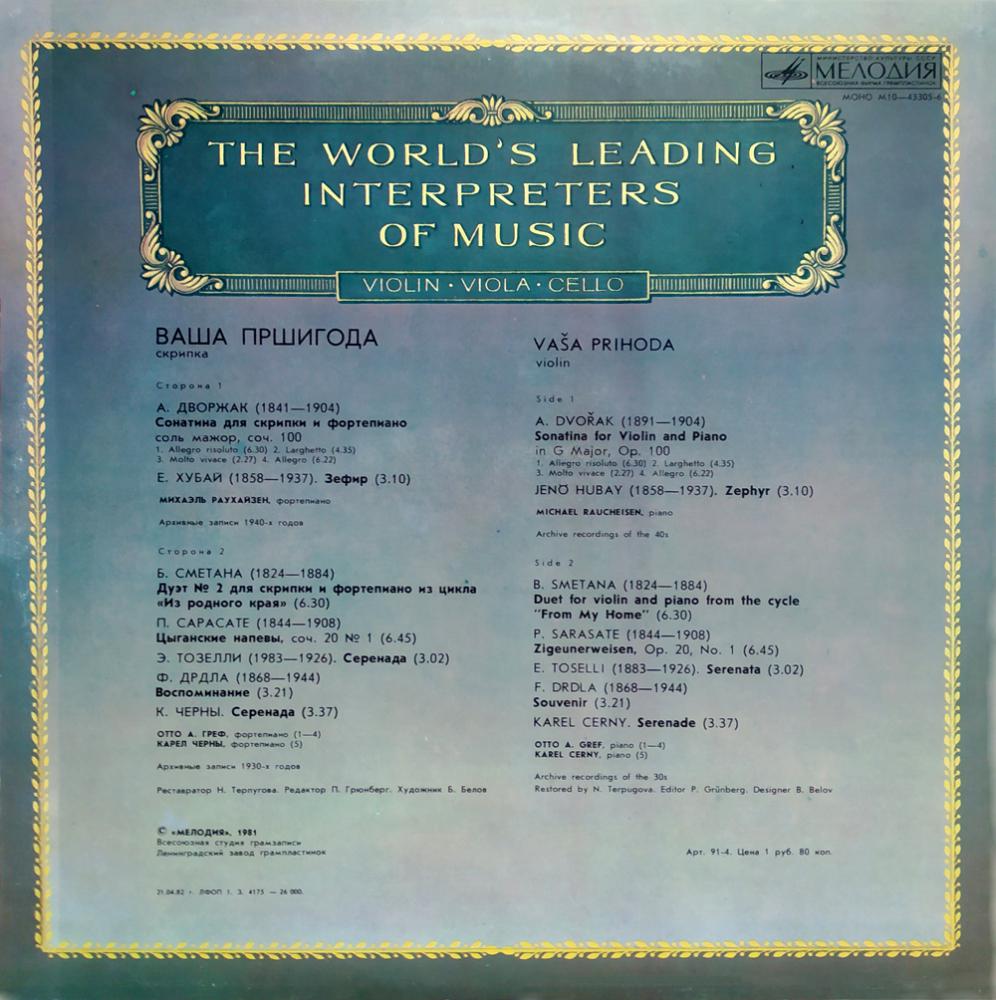 МИНИСТЕРСТВО КУЛЬТУРЫ СССР
МЕЛОДИЯ
ВСЕСОЮЗНАЯ ФИРМА ГРАМПЛАСТИНОК
МОНО М10—43305-6
THE WORLD'S LEADING
INTERPRETERS
OF MUSIC
VIOLIN · VIOLA · CELLO
ВАША ПРШИГОДА
скрипка
Сторона 1
А. ДВОРЖАК (1841—1904)
Сонатина для скрипки и фортепиано
соль мажор, соч. 100
1. Allegro risoluto (6.30) 2. Larghetto (4.35)
3. Molto vivace (2.27) 4. Allegro (6.22)
Е. ХУБАЙ (1858—1937). Зефир (3.10)
МИХАЭЛЬ РАУХАЙЗЕН, фортепиано
Архивные записи 1940-х годов
Сторона 2
Б. СМЕТАНА (1824—1884)
Дуэт № 2 для скрипки и фортепиано из цикла
«Из родного края» (6.30)
П. САРАСАТЕ (1844—1908)
Цыганские напевы, соч. 20 № 1 (6.45)
Э. ТОЗЕЛЛИ (1983—1926). Серенада (3.02)
Ф. ДРДЛА (1868—1944)
Воспоминание (3.21)
К. ЧЕРНЫ. Серенада (3.37)
ОТТО А. ГРЕФ, фортепиано (1—4)
КАРЕЛ ЧЕРНЫ, фортепиано (5)
Архивные записи 1930-х годов
Реставратор Н. Терпугова. Редактор П. Грюнберг. Художник Б. Белов
© «МЕЛОДИЯ», 1981
Всесоюзная студия грамзаписи
Ленинградский завод грампластинок
21.04.82 г. ЛФОП 1. З. 4175 — 26 000.
VAŠA PRIHODA
violin
Side 1
A. DVOŘAK (1891—1904)
Sonatina for Violin and Piano
in G Major, Op. 100
1. Allegro risoluto (6.30) 2. Larghetto (4.35)
3. Molto vivace (2.27) 4. Allegro (6.22)
JENÖ HUBAY (1858—1937). Zephyr (3.10)
MICHAEL RAUCHEISEN, piano
Archive recordings of the 40s
Side 2
B. SMETANA (1824—1884)
Duet for violin and piano from the cycle
"From My Home" (6.30)
P. SARASATE (1844—1908)
Zigeunerweisen, Op. 20, No. 1 (6.45)
E. TOSELLI (1883—1926). Serenata (3.02)
F. DRDLA (1868—1944)
Souvenir (3.21)
KAREL CERNY. Serenade (3.37)
OTTO A. GREF, piano (1—4)
KAREL CERNY, piano (5)
Archive recordings of the 30s
Restored by N. Terpugova. Editor P. Grünberg. Designer B. Belov
Арт. 91-4. Цена 1 руб. 80 коп.